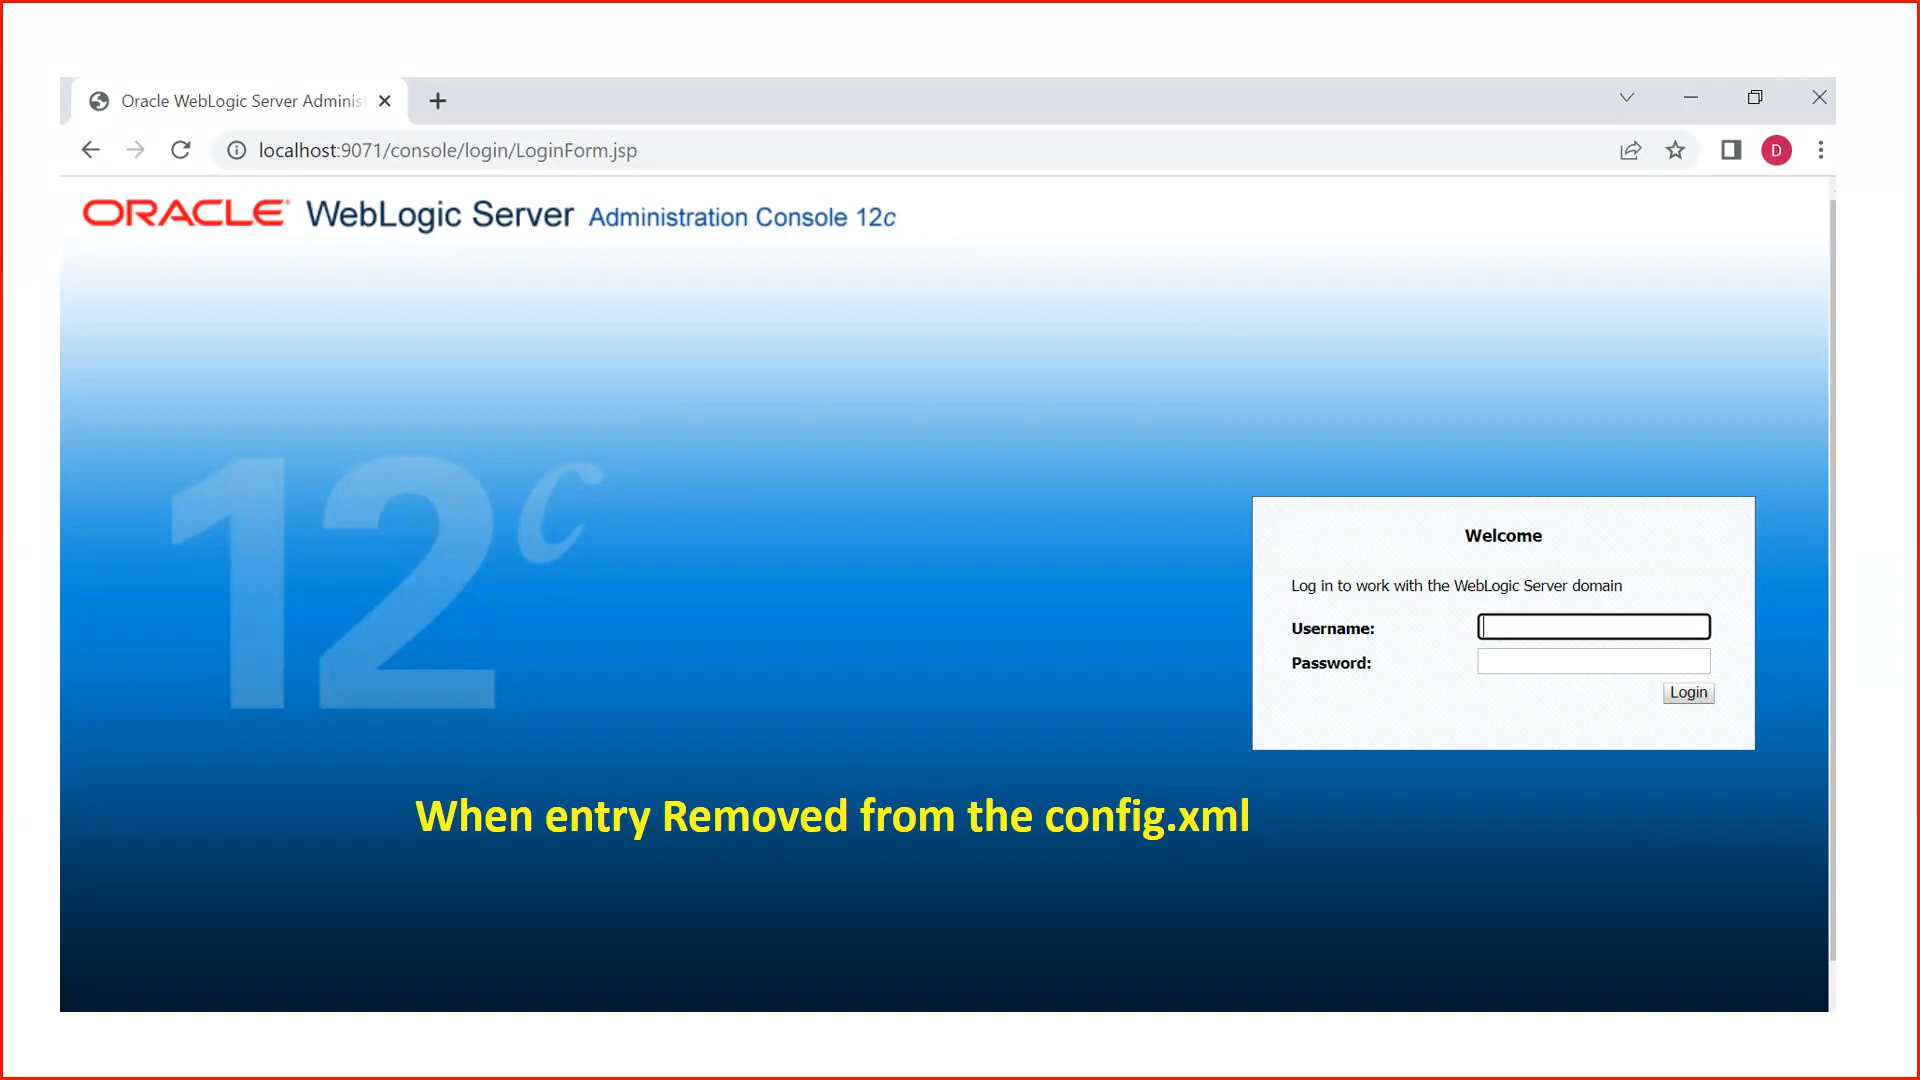 Oracle WebLogic Server Adminis
localhost:9071/console/login/LoginForm.jsp
D
ORACLE WebLogic Server Administration Console 12c
12c
Welcome
Log in to work with the WebLogic Server domain
Username:
Password:
Login
When entry Removed from the config.xml